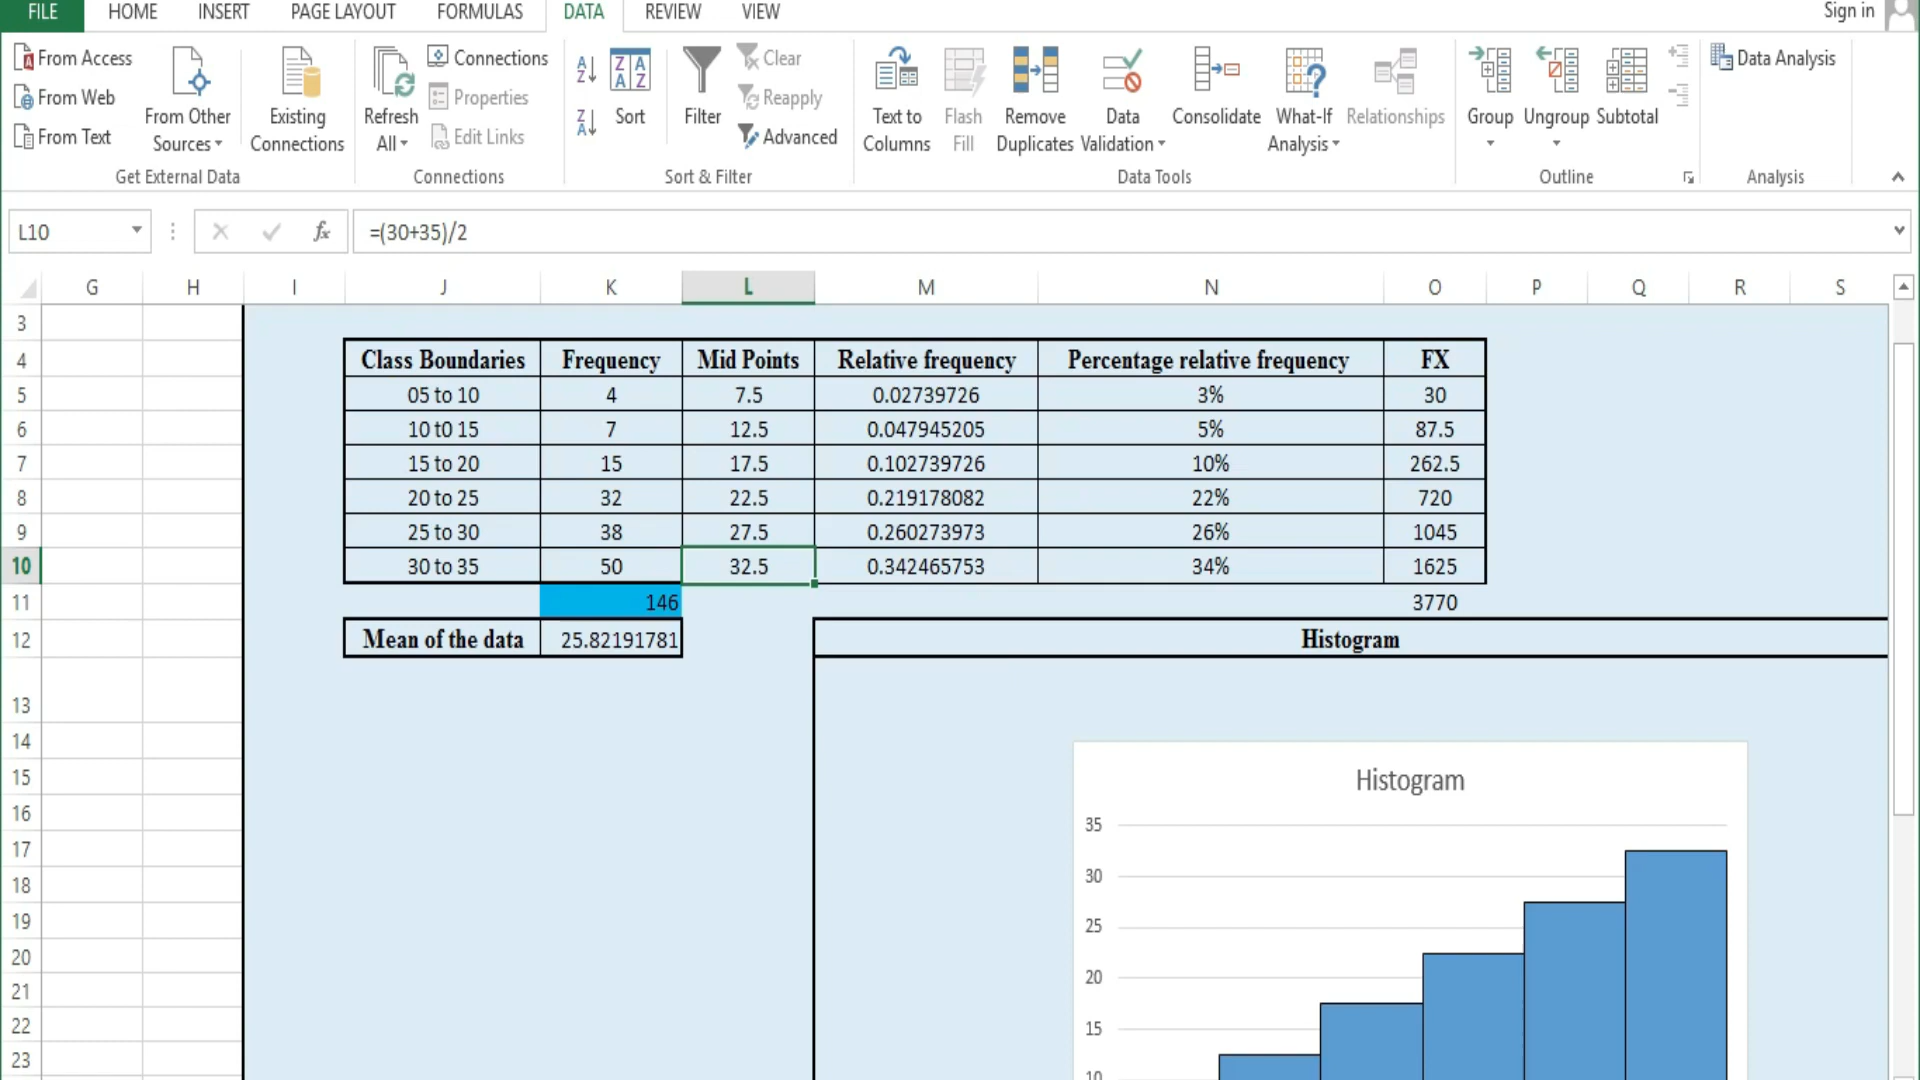 FILE HOME INSERT PAGE LAYOUT FORMULAS DATA REVIEW VIEW Sign in
From Access
From Web
From Text
From Other Sources
Existing Connections
Get External Data
Refresh All
Connections
Properties
Edit Links
Connections
Sort
Filter
Clear
Reapply
Advanced
Sort & Filter
Text to Columns
Flash Fill
Remove Duplicates
Data Validation
Consolidate
What-If Analysis
Relationships
Data Tools
Group
Ungroup
Subtotal
Outline
Data Analysis
Analysis
L10 fx =(30+35)/2
G H I J K L M N O P Q R S
3
4 Class Boundaries Frequency Mid Points Relative frequency Percentage relative frequency FX
5 05 to 10 4 7.5 0.02739726 3% 30
6 10 t0 15 7 12.5 0.047945205 5% 87.5
7 15 to 20 15 17.5 0.102739726 10% 262.5
8 20 to 25 32 22.5 0.219178082 22% 720
9 25 to 30 38 27.5 0.260273973 26% 1045
10 30 to 35 50 32.5 0.342465753 34% 1625
11 146 3770
12 Mean of the data 25.82191781 Histogram
13
14
15 Histogram
16 35
17 30
18
19 25
20 20
21
22 15
23 10